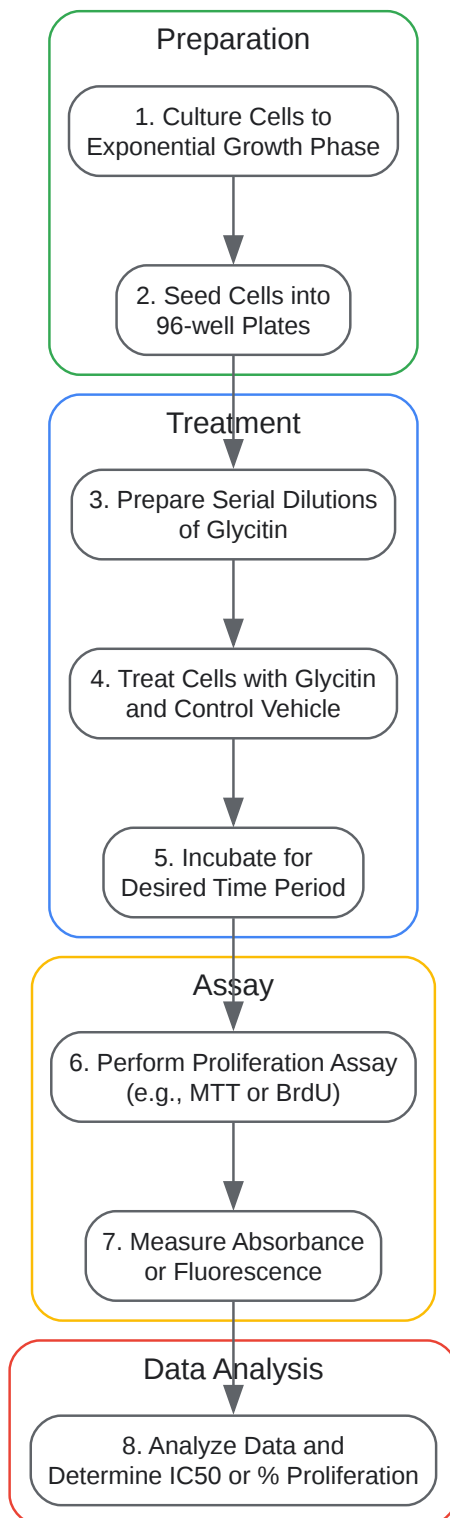 Preparation
1. Culture Cells to
Exponential Growth Phase
2. Seed Cells into
96-well Plates
Treatment
3. Prepare Serial Dilutions
of Glycitin
4. Treat Cells with Glycitin
and Control Vehicle
5. Incubate for
Desired Time Period
Assay
6. Perform Proliferation Assay
(e.g., MTT or BrdU)
7. Measure Absorbance
or Fluorescence
Data Analysis
8. Analyze Data and
Determine IC50 or % Proliferation